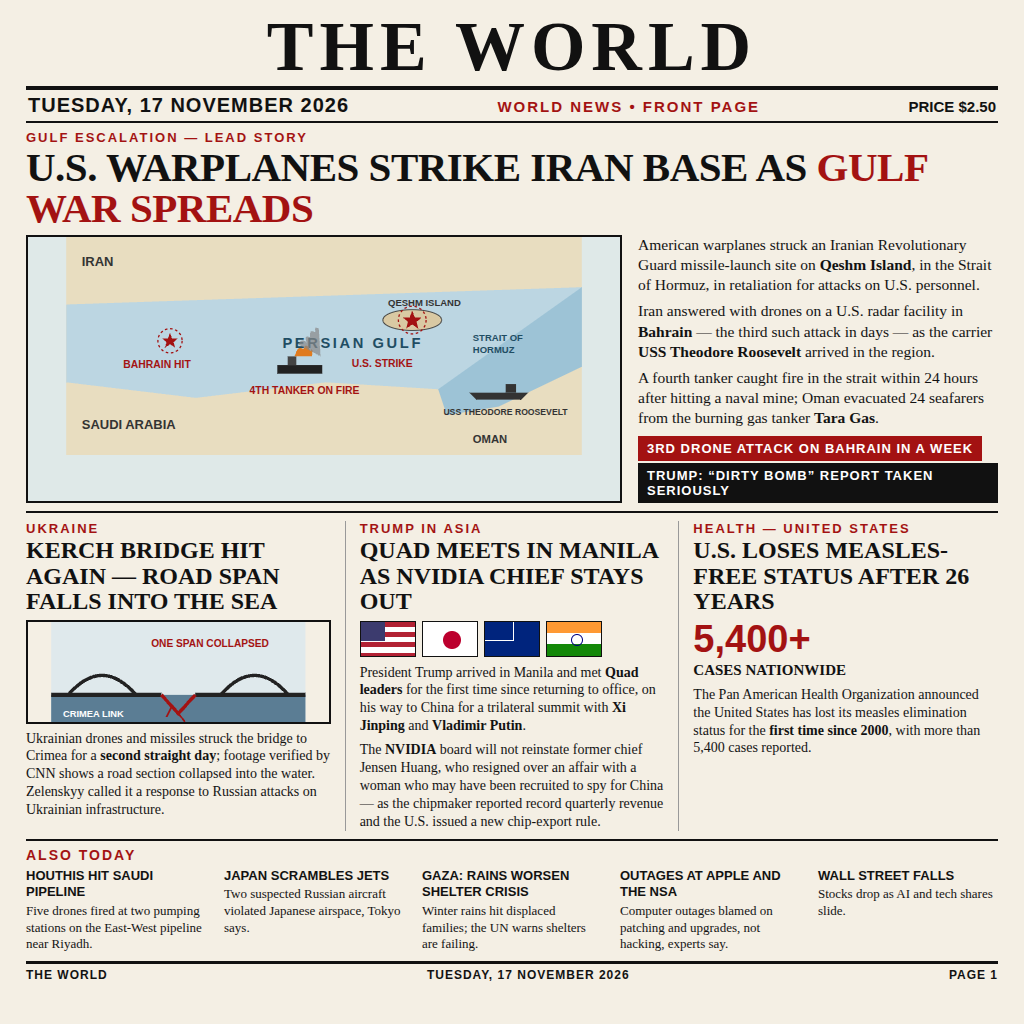 THE WORLD
TUESDAY, 17 NOVEMBER 2026
WORLD NEWS • FRONT PAGE
PRICE $2.50
GULF ESCALATION — LEAD STORY
U.S. WARPLANES STRIKE IRAN BASE AS GULF
WAR SPREADS
IRAN
QESHM ISLAND
PERSIAN GULF
STRAIT OF
HORMUZ
BAHRAIN HIT
U.S. STRIKE
4TH TANKER ON FIRE
USS THEODORE ROOSEVELT
SAUDI ARABIA
OMAN
American warplanes struck an Iranian Revolutionary
Guard missile-launch site on Qeshm Island, in the Strait
of Hormuz, in retaliation for attacks on U.S. personnel.
Iran answered with drones on a U.S. radar facility in
Bahrain — the third such attack in days — as the carrier
USS Theodore Roosevelt arrived in the region.
A fourth tanker caught fire in the strait within 24 hours
after hitting a naval mine; Oman evacuated 24 seafarers
from the burning gas tanker Tara Gas.
3RD DRONE ATTACK ON BAHRAIN IN A WEEK
TRUMP: “DIRTY BOMB” REPORT TAKEN
SERIOUSLY
UKRAINE
KERCH BRIDGE HIT
AGAIN — ROAD SPAN
FALLS INTO THE SEA
ONE SPAN COLLAPSED
CRIMEA LINK
Ukrainian drones and missiles struck the bridge to
Crimea for a second straight day; footage verified by
CNN shows a road section collapsed into the water.
Zelenskyy called it a response to Russian attacks on
Ukrainian infrastructure.
TRUMP IN ASIA
QUAD MEETS IN MANILA
AS NVIDIA CHIEF STAYS
OUT
President Trump arrived in Manila and met Quad
leaders for the first time since returning to office, on
his way to China for a trilateral summit with Xi
Jinping and Vladimir Putin.
The NVIDIA board will not reinstate former chief
Jensen Huang, who resigned over an affair with a
woman who may have been recruited to spy for China
— as the chipmaker reported record quarterly revenue
and the U.S. issued a new chip-export rule.
HEALTH — UNITED STATES
U.S. LOSES MEASLES-
FREE STATUS AFTER 26
YEARS
5,400+
CASES NATIONWIDE
The Pan American Health Organization announced
the United States has lost its measles elimination
status for the first time since 2000, with more than
5,400 cases reported.
ALSO TODAY
HOUTHIS HIT SAUDI
PIPELINE
Five drones fired at two pumping
stations on the East-West pipeline
near Riyadh.
JAPAN SCRAMBLES JETS
Two suspected Russian aircraft
violated Japanese airspace, Tokyo
says.
GAZA: RAINS WORSEN
SHELTER CRISIS
Winter rains hit displaced
families; the UN warns shelters
are failing.
OUTAGES AT APPLE AND
THE NSA
Computer outages blamed on
patching and upgrades, not
hacking, experts say.
WALL STREET FALLS
Stocks drop as AI and tech shares
slide.
THE WORLD
TUESDAY, 17 NOVEMBER 2026
PAGE 1